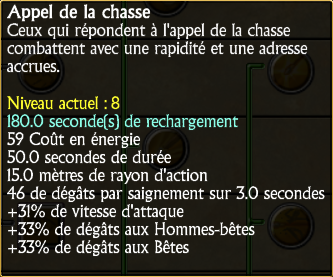 Appel de la chasse
Ceux qui répondent à l'appel de la chasse
combattent avec une rapidité et une adresse
accrues.
Niveau actuel : 8
180.0 seconde(s) de rechargement
59 Coût en énergie
50.0 secondes de durée
15.0 mètres de rayon d'action
46 de dégâts par saignement sur 3.0 secondes
+31% de vitesse d'attaque
+33% de dégâts aux Hommes-bêtes
+33% de dégâts aux Bêtes